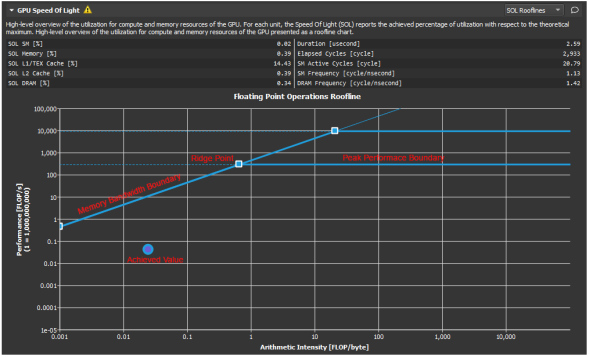 GPU Speed Of Light
SOL Rooflines
High-level overview of the utilization for compute and memory resources of the GPU. For each unit, the Speed Of Light (SOL) reports the achieved percentage of utilization with respect to the theoretical
maximum. High-level overview of the utilization for compute and memory resources of the GPU presented as a roofline chart.
SOL SM [%] 0.02 Duration [usecond] 2.59
SOL Memory [%] 0.39 Elapsed Cycles [cycle] 2,933
SOL L1/TEX Cache [%] 14.43 SM Active Cycles [cycle] 20.79
SOL L2 Cache [%] 0.39 SM Frequency [cycle/nsecond] 1.13
SOL DRAM [%] 0.34 DRAM Frequency [cycle/nsecond] 1.42
Floating Point Operations Roofline
100,000
10,000
1,000
100
10
1
0.1
0.01
0.001
0.0001
1e-05
Performance [FLOP/s]
(1 = 1,000,000,000)
Ridge Point
Peak Performace Boundary
Memory Bandwidth Boundary
Achieved Value
0.001 0.01 0.1 1 10 100 1,000 10,000
Arithmetic Intensity [FLOP/byte]